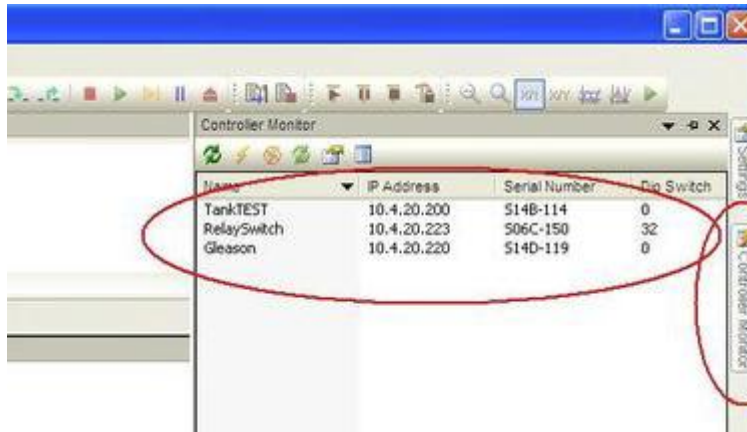 Controller Monitor
Name IP Address Serial Number Dip Switch
TankTEST 10.4.20.200 S14B-114 0
RelaySwitch 10.4.20.223 S06C-150 32
Gleason 10.4.20.220 S14D-119 0
Settings
Controller Monitor